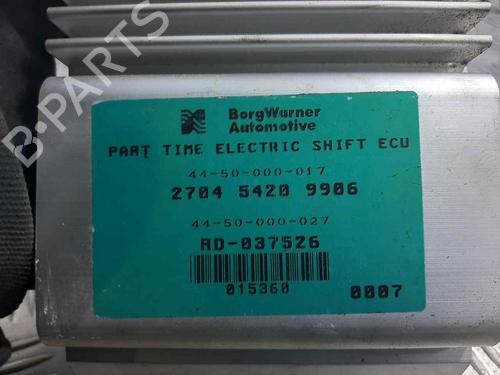 BorgWarner
Automotive
PART TIME ELECTRIC SHIFT ECU
44-50-000-017
2704 5420 9906
44-50-000-027
RD-037526
015360 0007
B-PARTS